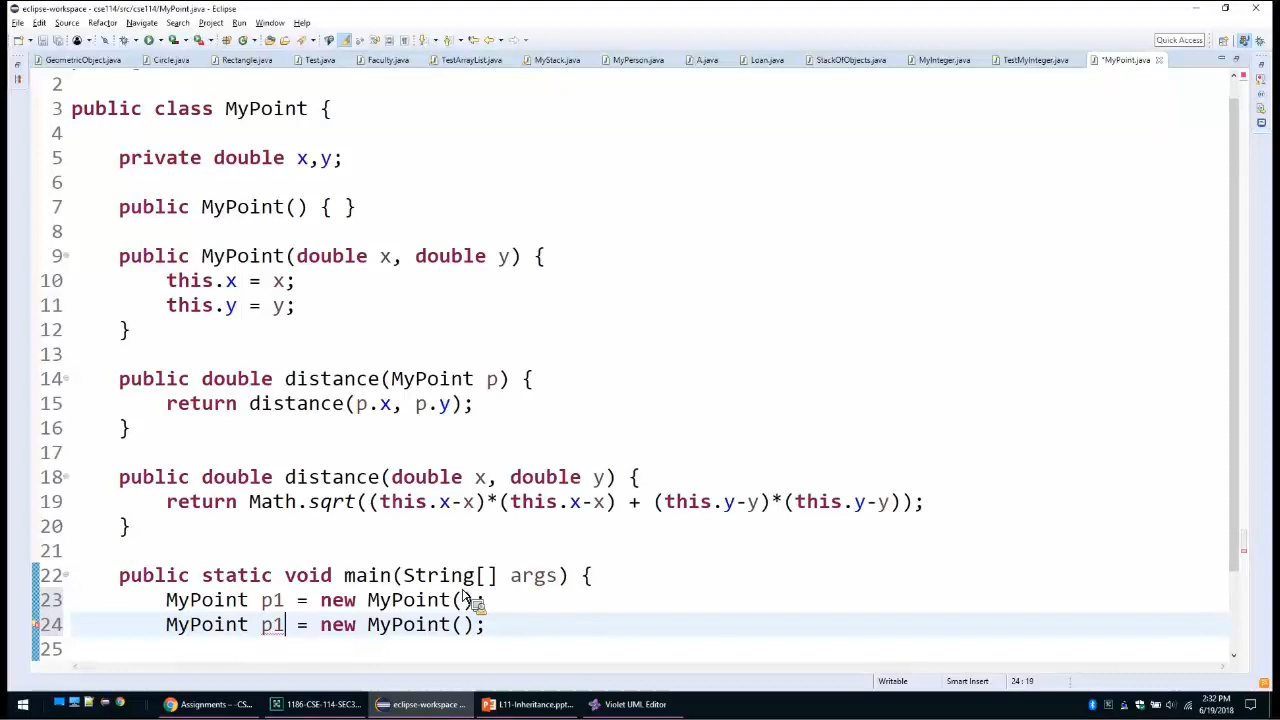 eclipse-workspace - cse114/src/cse114/MyPoint.java - Eclipse
File Edit Source Refactor Navigate Search Project Run Window Help
Quick Access
GeometricObject.java Circle.java Rectangle.java Test.java Faculty.java TestArrayList.java MyStack.java MyPerson.java A.java Loan.java StackOfObjects.java MyInteger.java TestMyInteger.java *MyPoint.java
2
3 public class MyPoint {
4
5 private double x,y;
6
7 public MyPoint() { }
8
9 public MyPoint(double x, double y) {
10 this.x = x;
11 this.y = y;
12 }
13
14 public double distance(MyPoint p) {
15 return distance(p.x, p.y);
16 }
17
18 public double distance(double x, double y) {
19 return Math.sqrt((this.x-x)*(this.x-x) + (this.y-y)*(this.y-y));
20 }
21
22 public static void main(String[] args) {
23 MyPoint p1 = new MyPoint();
24 MyPoint p1 = new MyPoint();
25
Writable Smart Insert 24 : 19
Assignments - -CS... 1186-CSE-114-SEC3... eclipse-workspace ... L11-Inheritance.ppt... Violet UML Editor 2:32 PM
6/19/2018